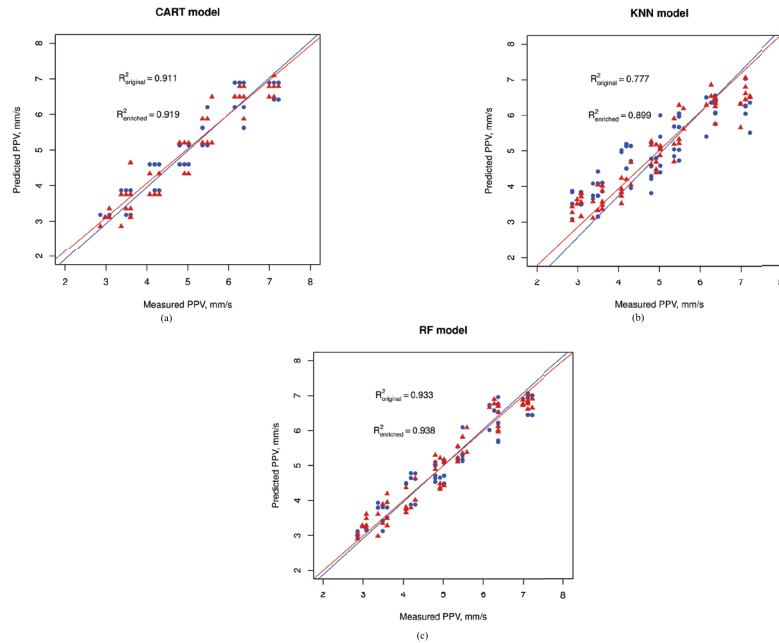 CART model
R²original = 0.911
R²enriched = 0.919
Predicted PPV, mm/s
8
7
6
5
4
3
2
2 3 4 5 6 7 8
Measured PPV, mm/s
(a)
KNN model
R²original = 0.777
R²enriched = 0.899
Predicted PPV, mm/s
8
7
6
5
4
3
2
2 3 4 5 6 7
Measured PPV, mm/s
(b)
RF model
R²original = 0.933
R²enriched = 0.938
Predicted PPV, mm/s
8
7
6
5
4
3
2
2 3 4 5 6 7 8
Measured PPV, mm/s
(c)